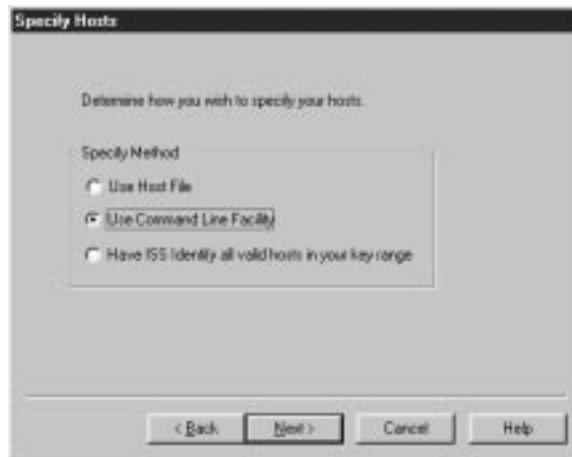 Specify Hosts
Determine how you wish to specify your hosts.
Specify Method
Use Host File
Use Command Line Facility
Have ISS Identify all valid hosts in your key range
< Back
Next >
Cancel
Help